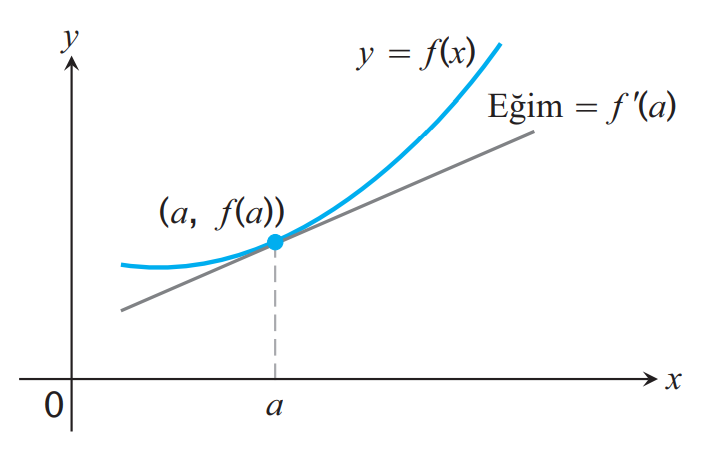 y
y = f(x)
Eğim = f′(a)
(a, f(a))
x
0
a